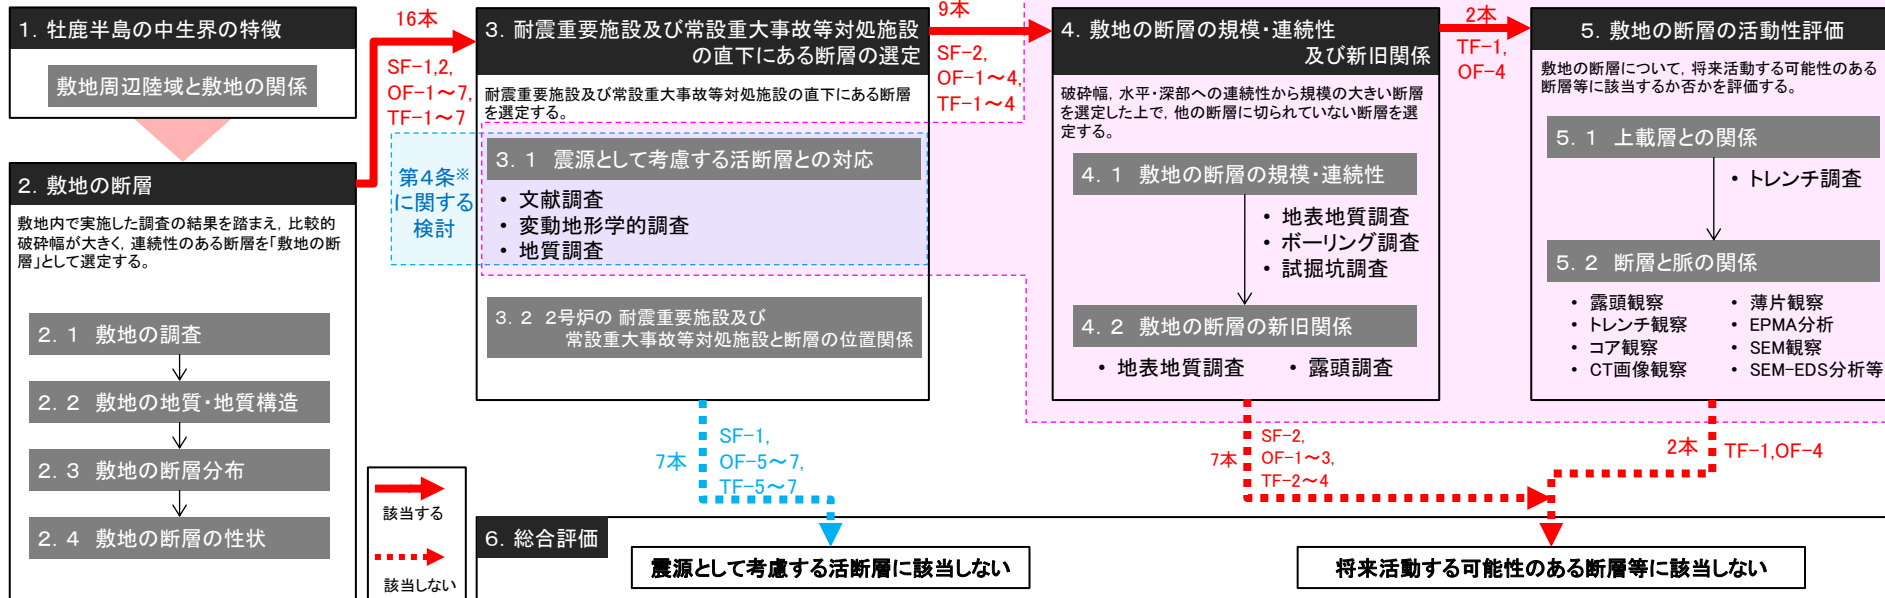 1. 牡鹿半島の中生界の特徴
敷地周辺陸域と敷地の関係
2. 敷地の断層
敷地内で実施した調査の結果を踏まえ, 比較的
破砕幅が大きく, 連続性のある断層を「敷地の断
層」として選定する。
2. 1 敷地の調査
2. 2 敷地の地質・地質構造
2. 3 敷地の断層分布
2. 4 敷地の断層の性状
16本
SF-1,2,
OF-1～7,
TF-1～7
第4条※
に関する
検討
該当する
該当しない
3. 耐震重要施設及び常設重大事故等対処施設
の直下にある断層の選定
耐震重要施設及び常設重大事故等対処施設の直下にある断層
を選定する。
3. 1 震源として考慮する活断層との対応
• 文献調査
• 変動地形学的調査
• 地質調査
3. 2 2号炉の 耐震重要施設及び
常設重大事故等対処施設と断層の位置関係
9本
SF-2,
OF-1～4,
TF-1～4
7本
SF-1,
OF-5～7,
TF-5～7
4. 敷地の断層の規模・連続性
及び新旧関係
破砕幅, 水平・深部への連続性から規模の大きい断層
を選定した上で, 他の断層に切られていない断層を選
定する。
4. 1 敷地の断層の規模・連続性
• 地表地質調査
• ボーリング調査
• 試掘坑調査
4. 2 敷地の断層の新旧関係
• 地表地質調査 • 露頭調査
2本
TF-1,
OF-4
7本
SF-2,
OF-1～3,
TF-2～4
5. 敷地の断層の活動性評価
敷地の断層について, 将来活動する可能性のある
断層等に該当するか否かを評価する。
5. 1 上載層との関係
• トレンチ調査
5. 2 断層と脈の関係
• 露頭観察 • 薄片観察
• トレンチ観察 • EPMA分析
• コア観察 • SEM観察
• CT画像観察 • SEM-EDS分析等
2本 TF-1,OF-4
6. 総合評価
震源として考慮する活断層に該当しない
将来活動する可能性のある断層等に該当しない